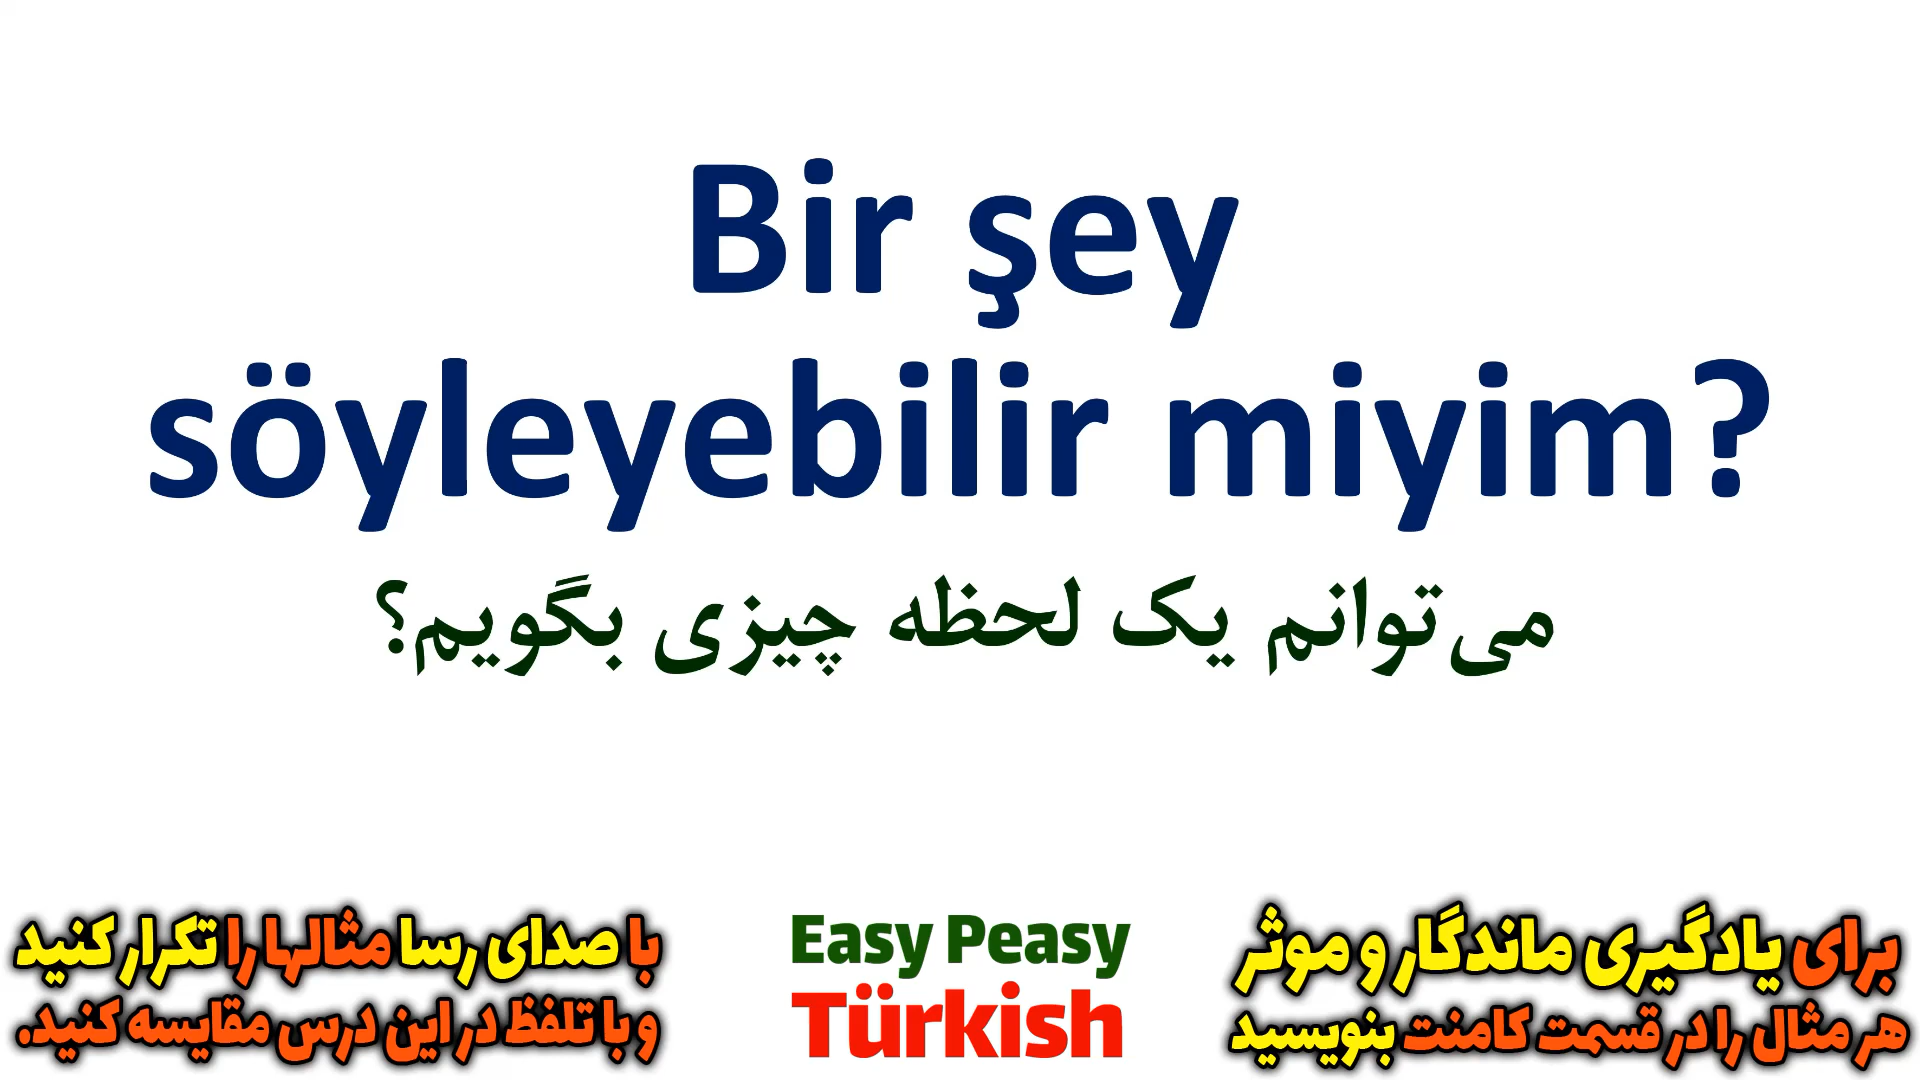 Bir şey
söyleyebilir miyim?
می‌توانم یک لحظه چیزی بگویم؟
برای یادگیری ماندگار و موثر
هر مثال را در قسمت کامنت بنویسید
Easy Peasy
Türkish
با صدای رسا مثالها را تکرار کنید
و با تلفظ در این درس مقایسه کنید.